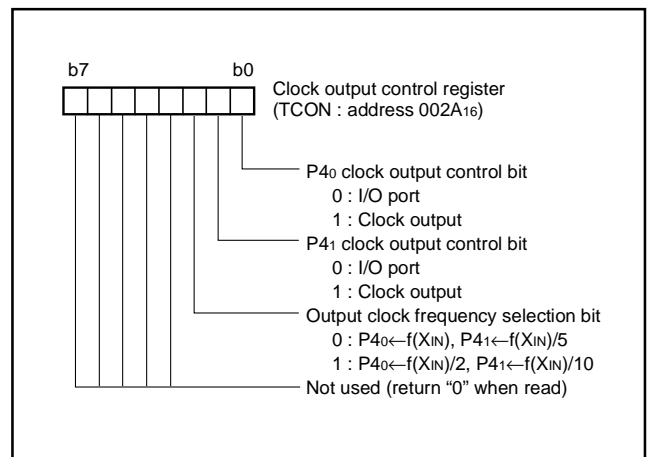 b7 b0
Clock output control register
(TCON : address 002A₁₆)
P4₀ clock output control bit
0 : I/O port
1 : Clock output
P4₁ clock output control bit
0 : I/O port
1 : Clock output
Output clock frequency selection bit
0 : P4₀←f(XIN), P4₁←f(XIN)/5
1 : P4₀←f(XIN)/2, P4₁←f(XIN)/10
Not used (return “0” when read)